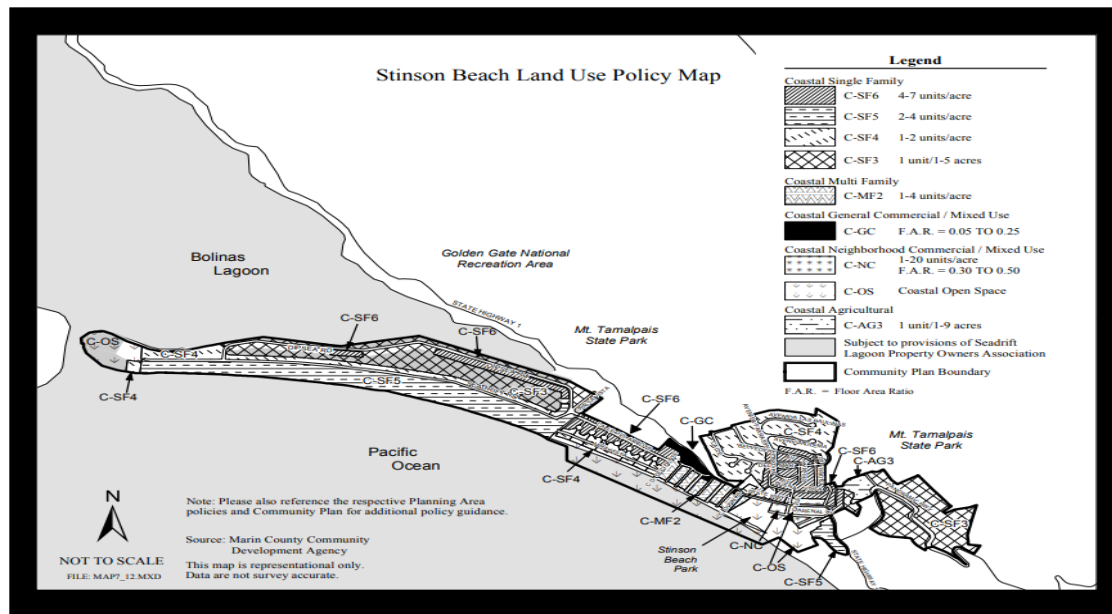 Stinson Beach Land Use Policy Map
Legend
Coastal Single Family
C-SF6 4-7 units/acre
C-SF5 2-4 units/acre
C-SF4 1-2 units/acre
C-SF3 1 unit/1-5 acres
Coastal Multi Family
C-MF2 1-4 units/acre
Coastal General Commercial / Mixed Use
C-GC F.A.R. = 0.05 TO 0.25
Coastal Neighborhood Commercial / Mixed Use
1-20 units/acre
C-NC F.A.R. = 0.30 TO 0.50
C-OS Coastal Open Space
Coastal Agricultural
C-AG3 1 unit/1-9 acres
Subject to provisions of Seadrift
Lagoon Property Owners Association
Community Plan Boundary
F.A.R. = Floor Area Ratio
Bolinas
Lagoon
Golden Gate National
Recreation Area
STATE HIGHWAY 1
Mt. Tamalpais
State Park
C-SF6
C-SF6
C-OS
C-SF4
DIPSEA RD
C-SF3
C-SF5
C-SF4
C-SF6
C-GC
C-SF4
Mt. Tamalpais
State Park
C-SF6
C-AG3
C-SF3
Pacific
Ocean
C-SF4
C-MF2
ARENAL
C-NC
C-OS
C-SF5
Stinson
Beach
Park
STATE HIGHWAY
N
NOT TO SCALE
FILE: MAP7_12.MXD
Note: Please also reference the respective Planning Area
policies and Community Plan for additional policy guidance.
Source: Marin County Community
Development Agency
This map is representational only.
Data are not survey accurate.